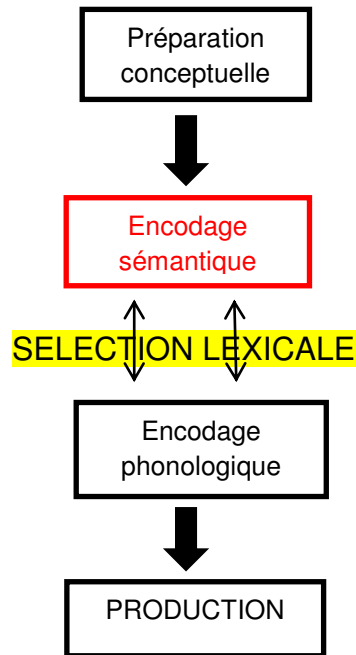 Préparation
conceptuelle
Encodage
sémantique
SELECTION LEXICALE
Encodage
phonologique
PRODUCTION